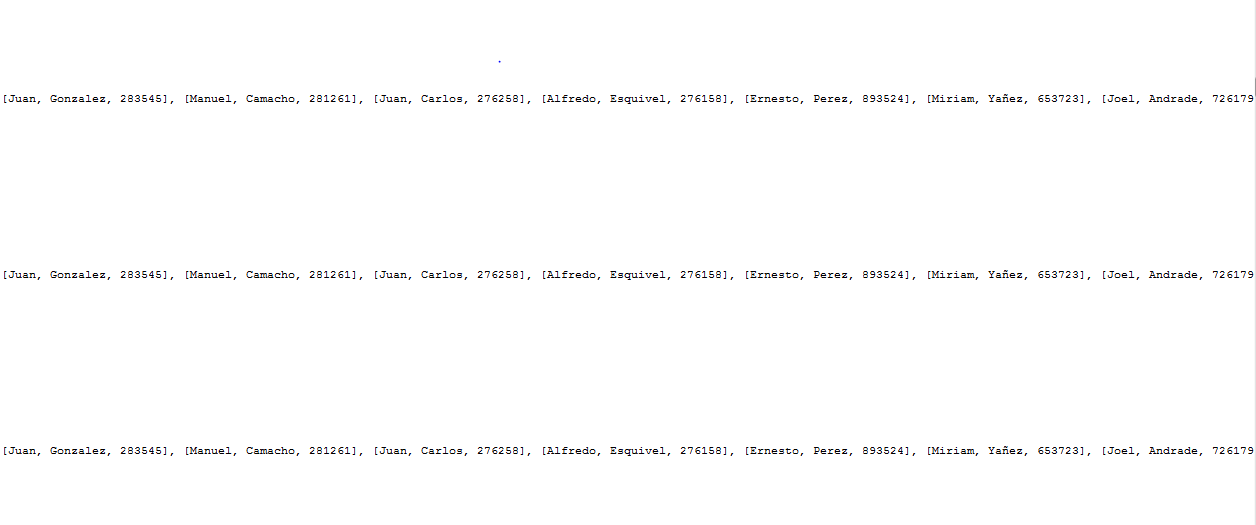 [Juan, Gonzalez, 283545], [Manuel, Camacho, 281261], [Juan, Carlos, 276258], [Alfredo, Esquivel, 276158], [Ernesto, Perez, 893524], [Miriam, Yañez, 653723], [Joel, Andrade, 726179
[Juan, Gonzalez, 283545], [Manuel, Camacho, 281261], [Juan, Carlos, 276258], [Alfredo, Esquivel, 276158], [Ernesto, Perez, 893524], [Miriam, Yañez, 653723], [Joel, Andrade, 726179
[Juan, Gonzalez, 283545], [Manuel, Camacho, 281261], [Juan, Carlos, 276258], [Alfredo, Esquivel, 276158], [Ernesto, Perez, 893524], [Miriam, Yañez, 653723], [Joel, Andrade, 726179